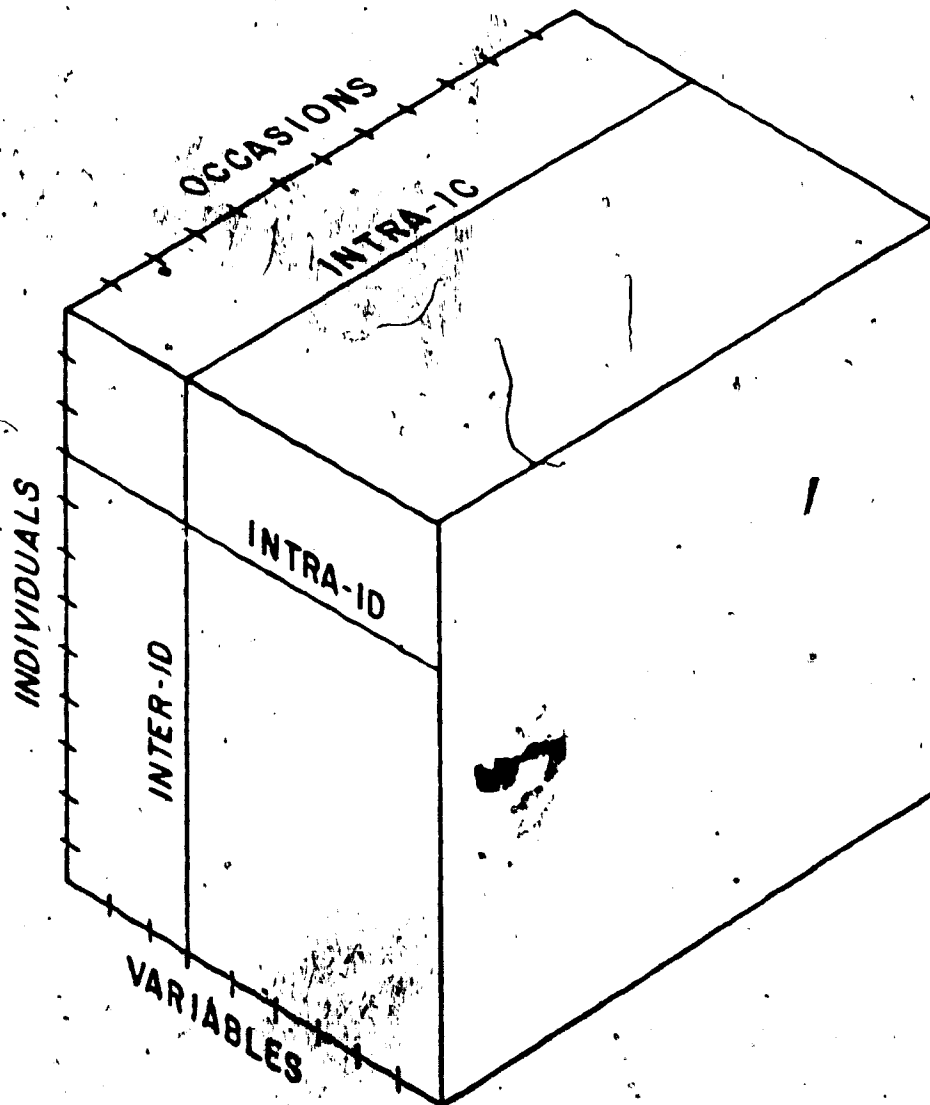 OCCASIONS
INTRA-IC
INDIVIDUALS
INTRA-ID
INTER-ID
VARIABLES